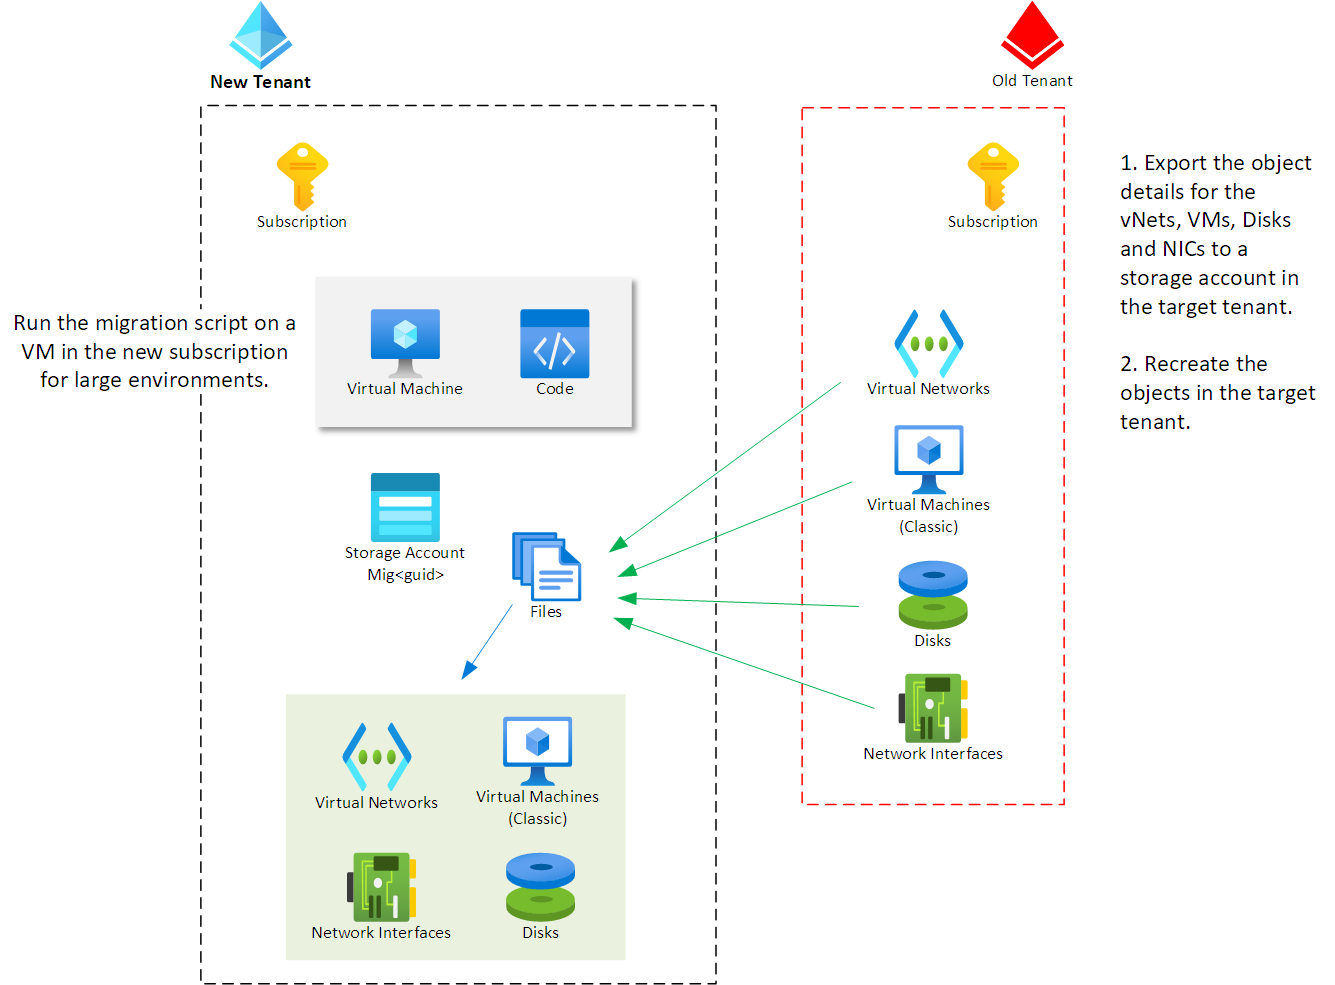 New Tenant
Old Tenant
Subscription
Subscription
1. Export the object
details for the
vNets, VMs, Disks
and NICs to a
storage account in
the target tenant.
2. Recreate the
objects in the target
tenant.
Run the migration script on a
VM in the new subscription
for large environments.
Virtual Machine
Code
Virtual Networks
Virtual Machines
(Classic)
Storage Account
Mig<guid>
Files
Disks
Network Interfaces
Virtual Networks
Virtual Machines
(Classic)
Network Interfaces
Disks